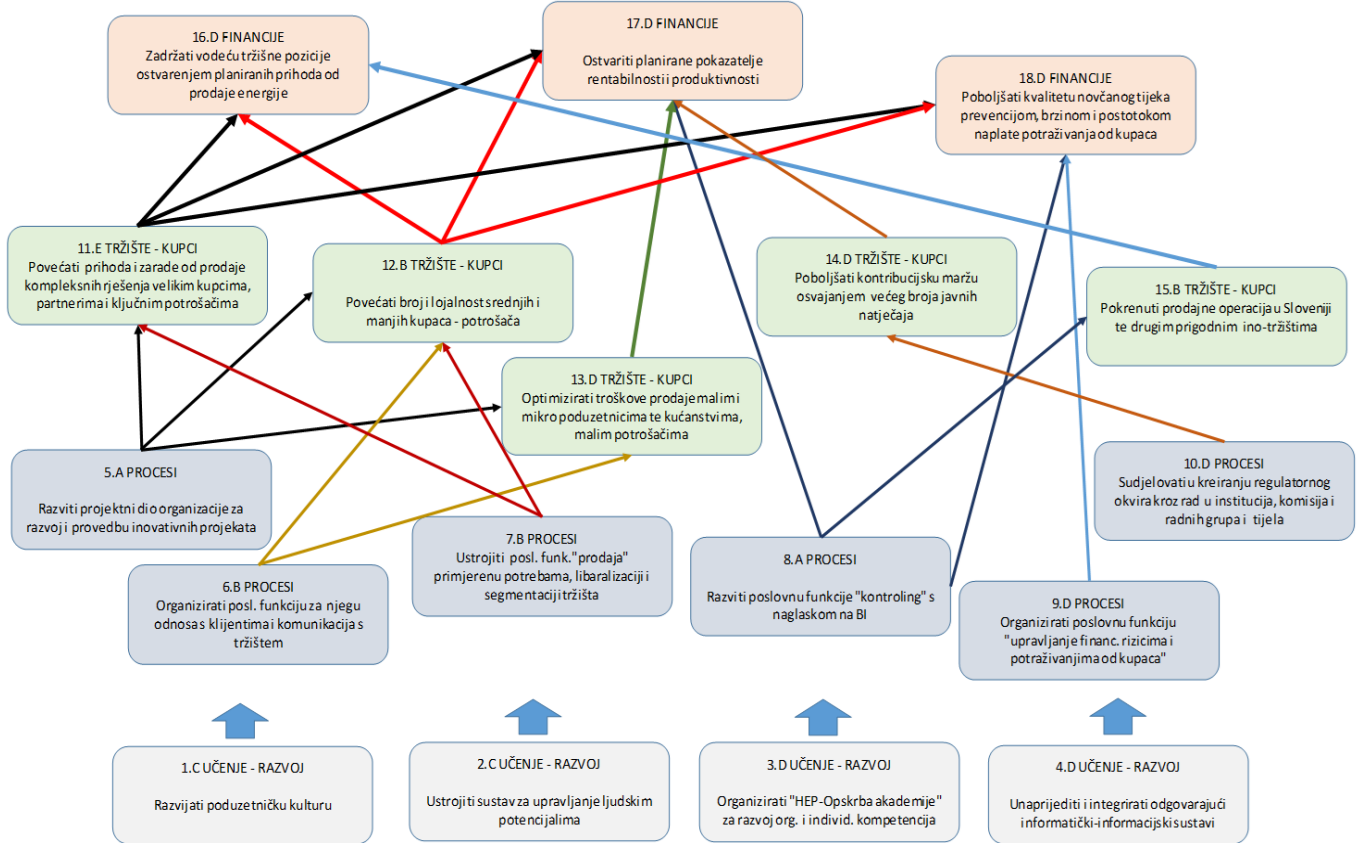 16.D FINANCIJE
Zadržati vodeću tržišne pozicije
ostvarenjem planiranih prihoda od
prodaje energije
17.D FINANCIJE
Ostvariti planirane pokazatelje
rentabilnosti i produktivnosti
18.D FINANCIJE
Poboljšati kvalitetu novčanog tijeka
prevencijom, brzinom i postotokom
naplate potraživanja od kupaca
11.E TRŽIŠTE - KUPCI
Povećati prihoda i zarade od prodaje
kompleksnih rješenja velikim kupcima,
partnerima i ključnim potrošačima
12.B TRŽIŠTE - KUPCI
Povećati broj i lojalnost srednjih i
manjih kupaca - potrošača
13.D TRŽIŠTE - KUPCI
Optimizirati troškove prodaje malim i
mikro poduzetnicima te kućanstvima,
malim potrošačima
14.D TRŽIŠTE - KUPCI
Poboljšati kontribucijsku maržu
osvajanjem većeg broja javnih
natječaja
15.B TRŽIŠTE - KUPCI
Pokrenuti prodajne operacija u Sloveniji
te drugim prigodnim ino-tržištima
5.A PROCESI
Razviti projektni dio organizacije za
razvoj i provedbu inovativnih projekata
6.B PROCESI
Organizirati posl. funkciju za njegu
odnosa s klijentima i komunikacija s
tržištem
7.B PROCESI
Ustrojiti posl. funk."prodaja"
primjerenu potrebama, libaralizaciji i
segmentaciji tržišta
8.A PROCESI
Razviti poslovnu funkcije "kontroling" s
naglaskom na BI
9.D PROCESI
Organizirati poslovnu funkciju
"upravljanje financ. rizicima i
potraživanjima od kupaca"
10.D PROCESI
Sudjelovati u kreiranju regulatornog
okvira kroz rad u institucija, komisija i
radnih grupa i tijela
1.C UČENJE - RAZVOJ
Razvijati poduzetničku kulturu
2.C UČENJE - RAZVOJ
Ustrojiti sustav za upravljanje ljudskim
potencijalima
3.D UČENJE - RAZVOJ
Organizirati "HEP-Opskrba akademije"
za razvoj org. i individ. kompetencija
4.D UČENJE - RAZVOJ
Unaprijediti i integrirati odgovarajući
informatički-informacijski sustavi